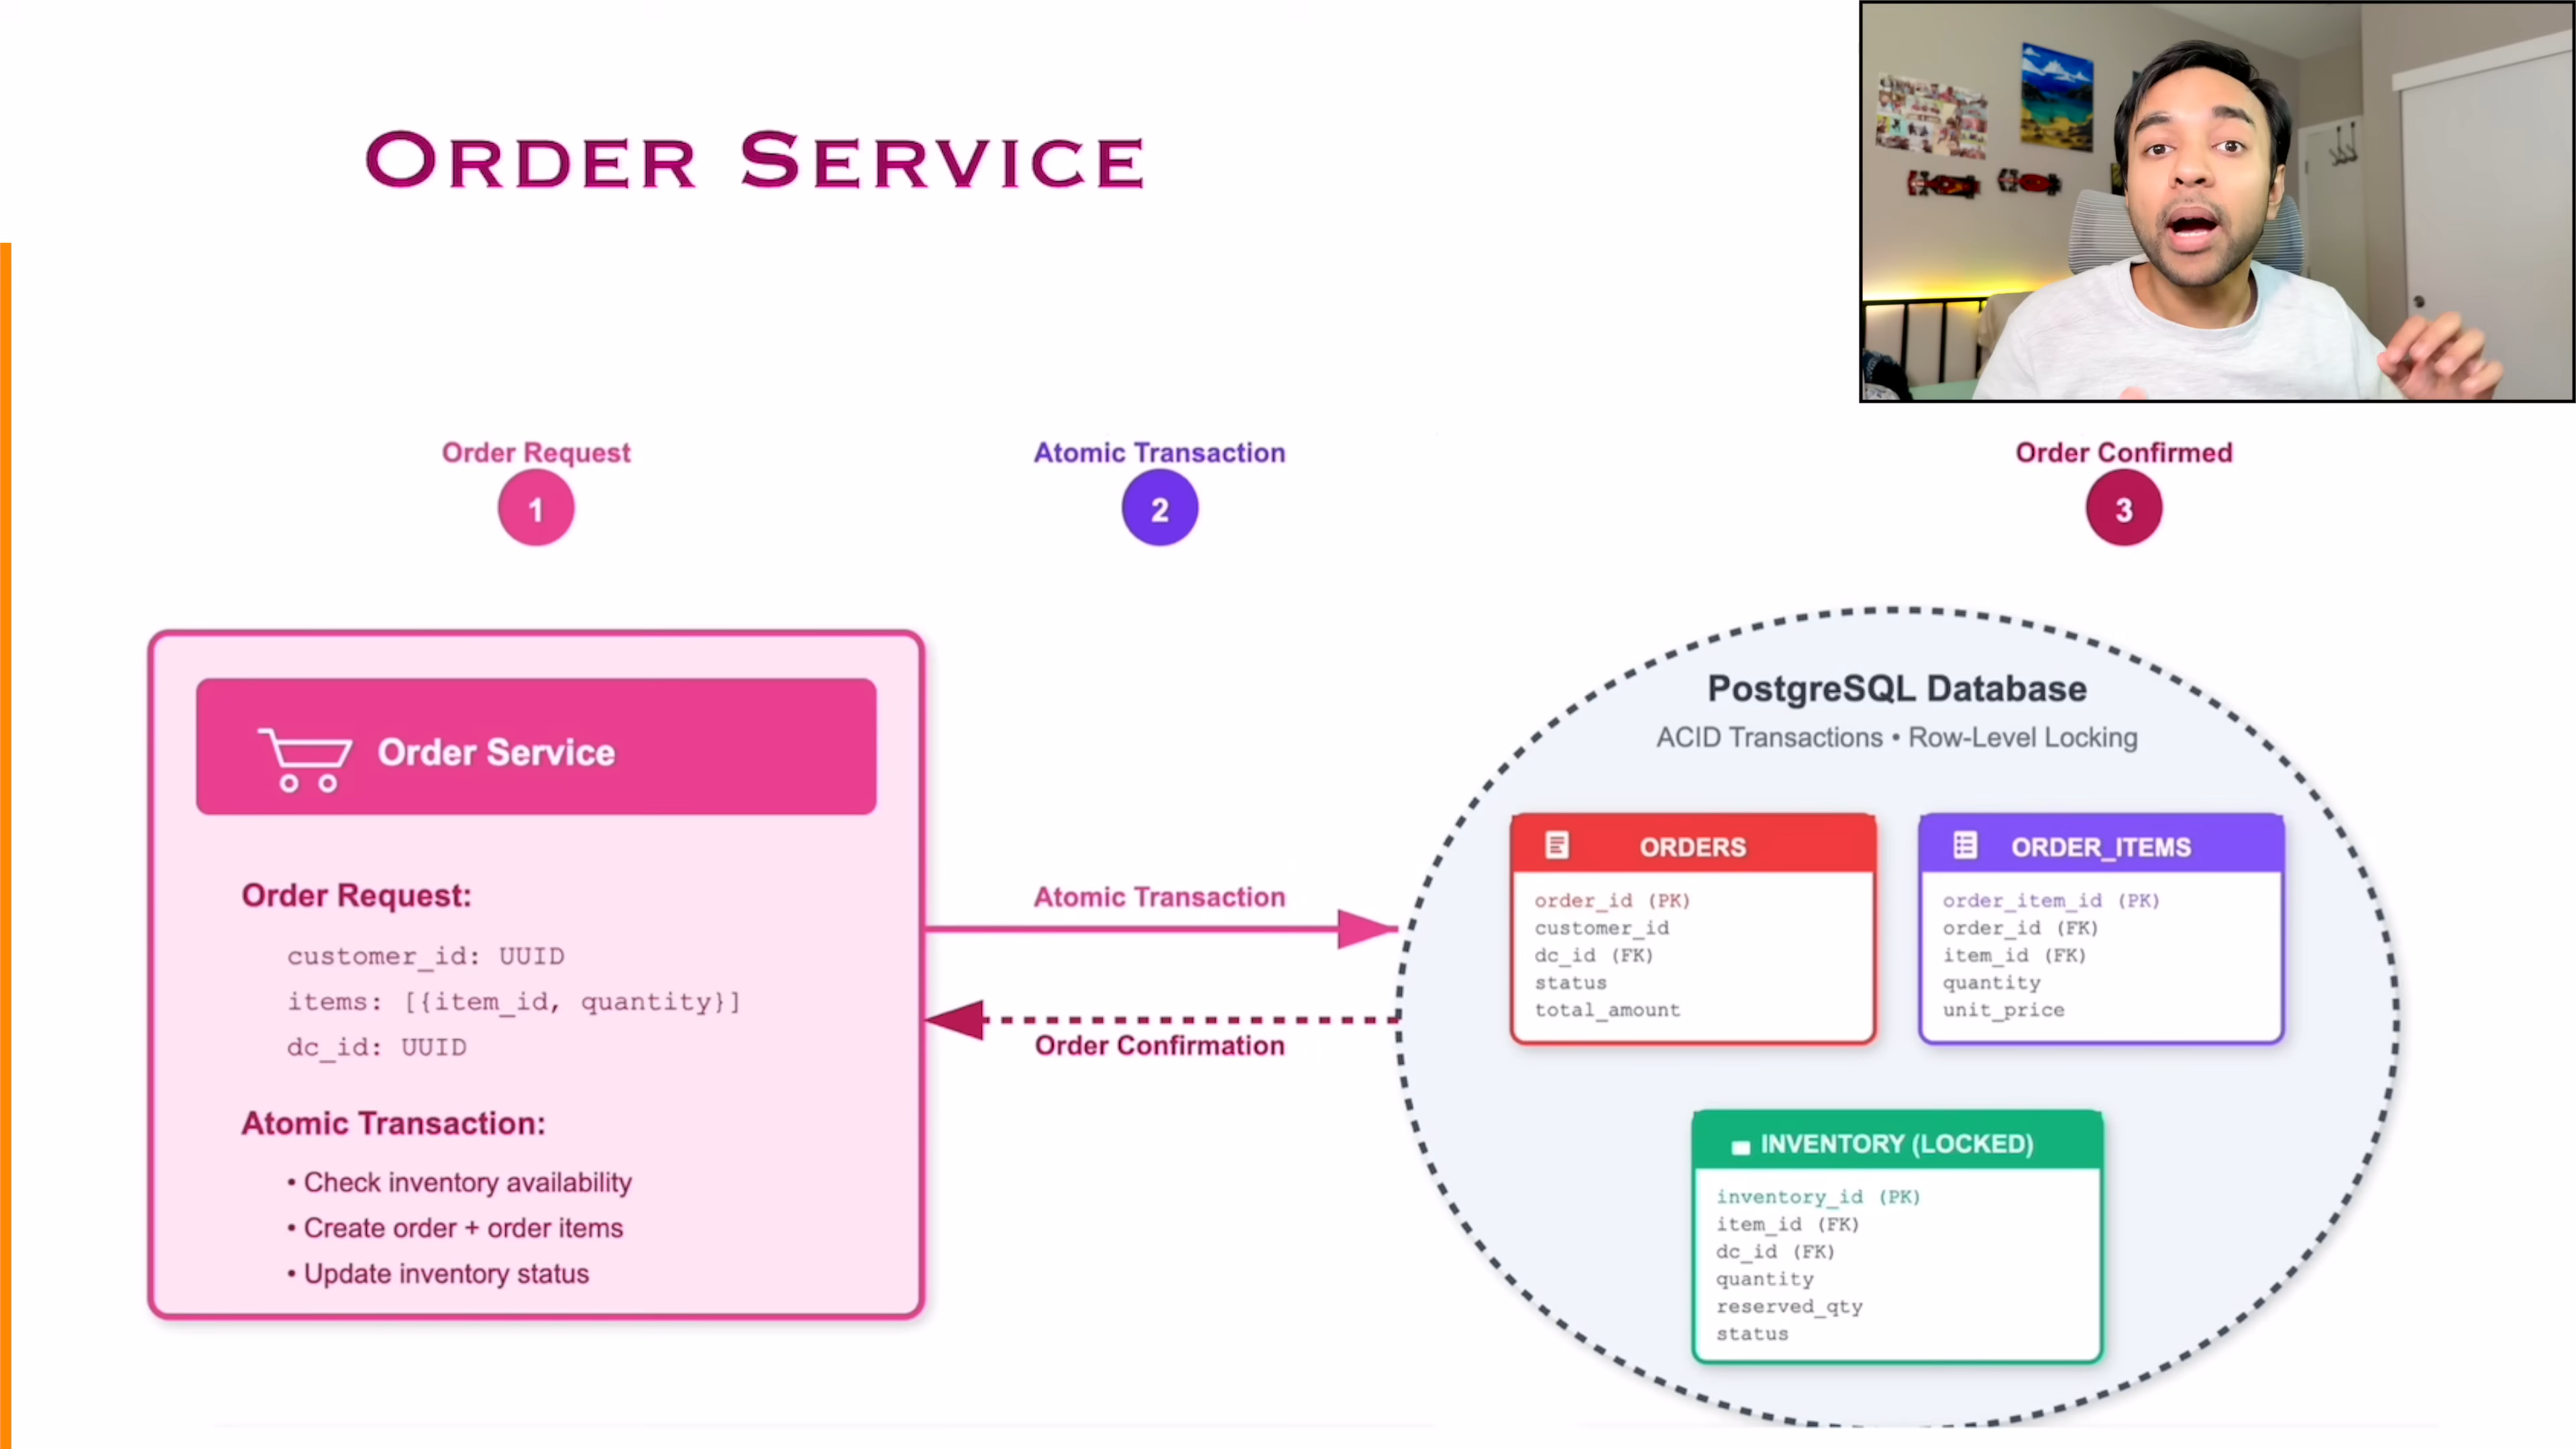 ORDER SERVICE
Order Request
1
Atomic Transaction
2
Order Confirmed
3
Order Service
Order Request:
customer_id: UUID
items: [{item_id, quantity}]
dc_id: UUID
Atomic Transaction:
• Check inventory availability
• Create order + order items
• Update inventory status
Atomic Transaction
Order Confirmation
PostgreSQL Database
ACID Transactions • Row-Level Locking
ORDERS
order_id (PK)
customer_id
dc_id (FK)
status
total_amount
ORDER_ITEMS
order_item_id (PK)
order_id (FK)
item_id (FK)
quantity
unit_price
INVENTORY (LOCKED)
inventory_id (PK)
item_id (FK)
dc_id (FK)
quantity
reserved_qty
status